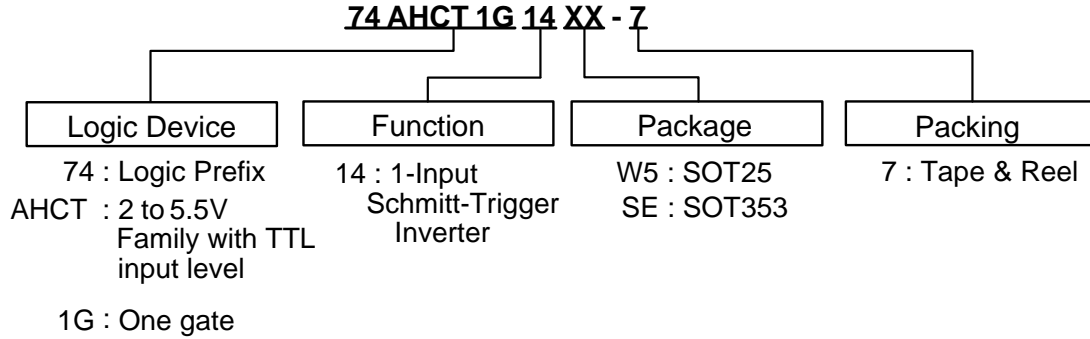 74 AHCT 1G 14 XX - 7
Logic Device
74 : Logic Prefix
AHCT : 2 to 5.5V
Family with TTL
input level
1G : One gate
Function
14 : 1-Input
Schmitt-Trigger
Inverter
Package
W5 : SOT25
SE : SOT353
Packing
7 : Tape & Reel